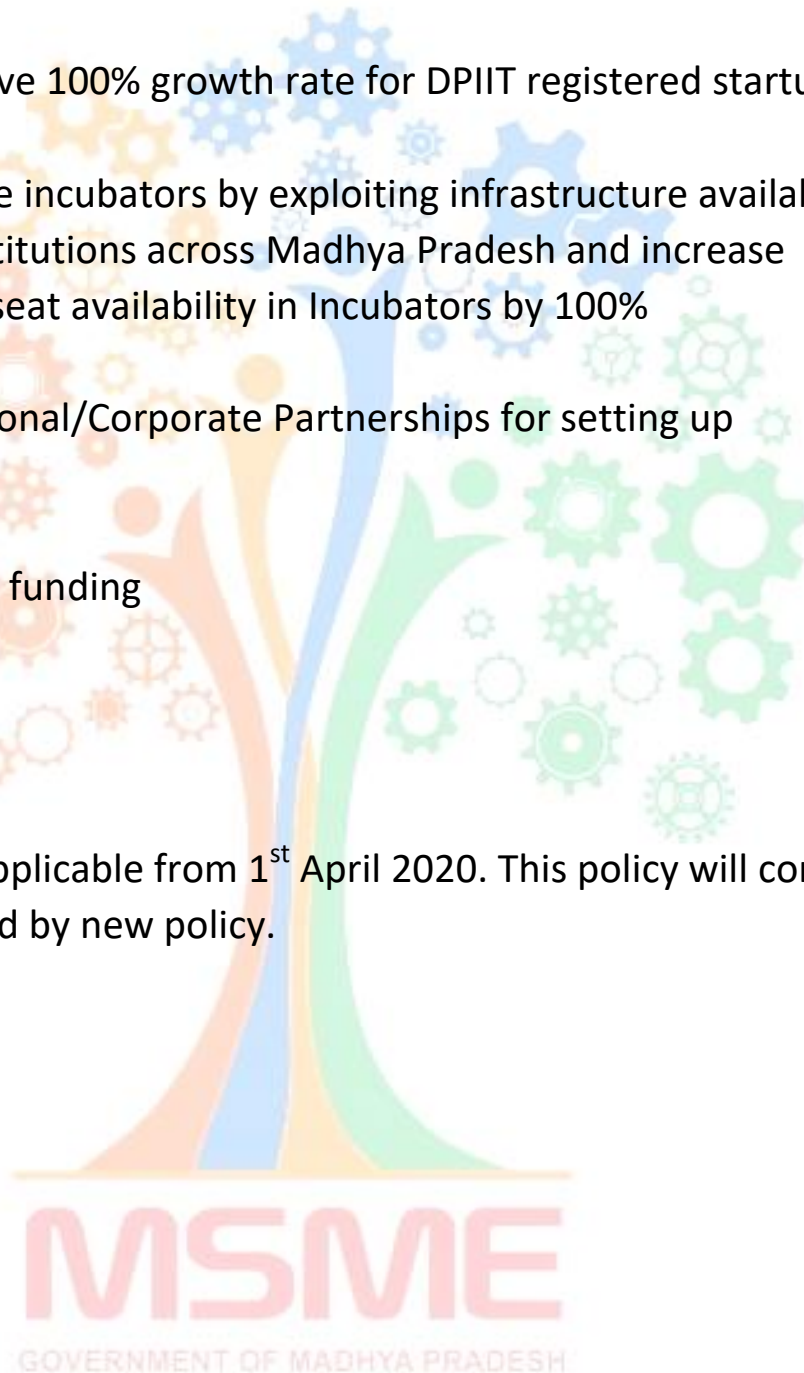 ve 100% growth rate for DPIIT registered startu
e incubators by exploiting infrastructure availal
titutions across Madhya Pradesh and increase
seat availability in Incubators by 100%
onal/Corporate Partnerships for setting up
funding
pplicable from 1st April 2020. This policy will con
d by new policy.
MSME
GOVERNMENT OF MADHYA PRADESH